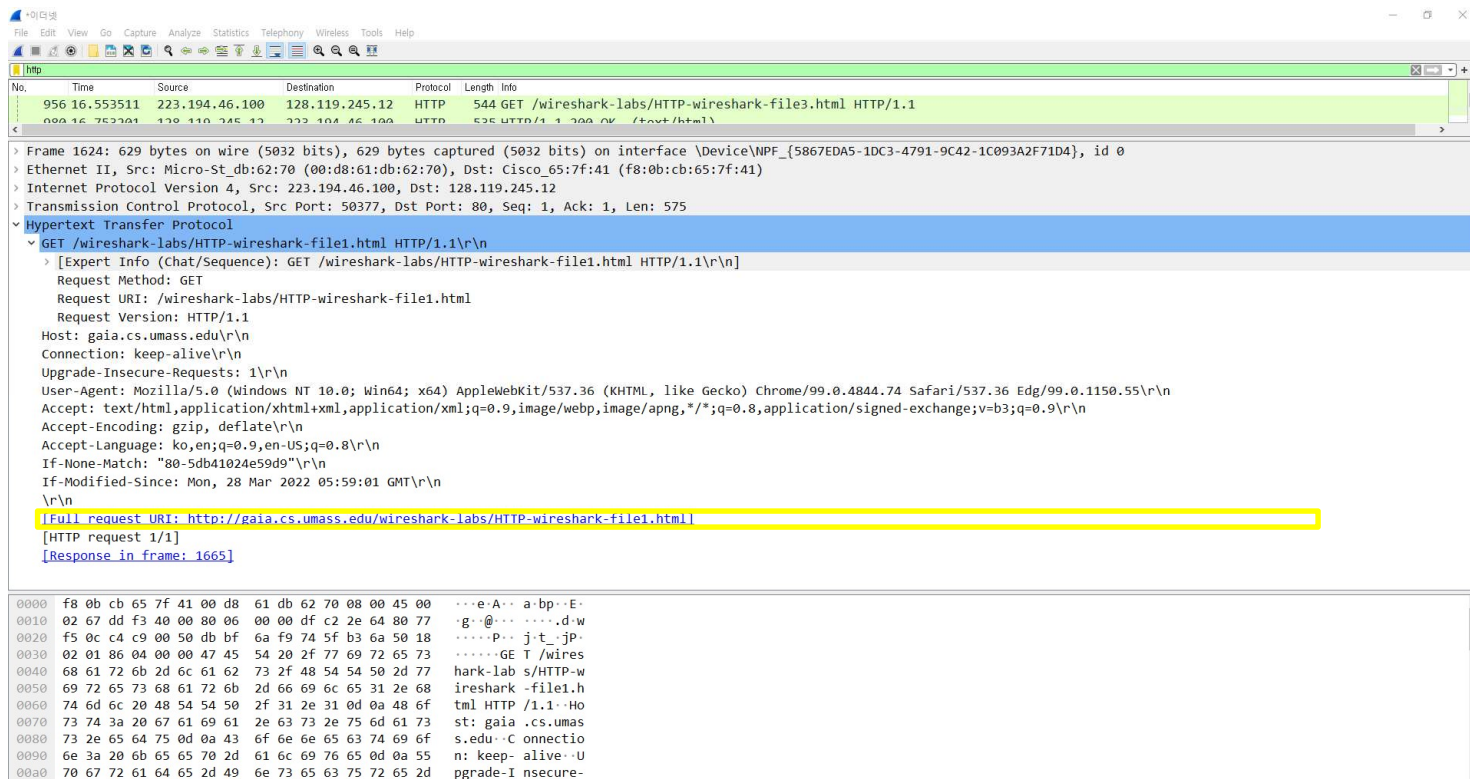 *이더넷
File Edit View Go Capture Analyze Statistics Telephony Wireless Tools Help
http
No. Time Source Destination Protocol Length Info
956 16.553511 223.194.46.100 128.119.245.12 HTTP 544 GET /wireshark-labs/HTTP-wireshark-file3.html HTTP/1.1
980 16.753201 128.119.245.12 223.194.46.100 HTTP 535 HTTP/1.1 200 OK (text/html)
Frame 1624: 629 bytes on wire (5032 bits), 629 bytes captured (5032 bits) on interface \Device\NPF_{5867EDA5-1DC3-4791-9C42-1C093A2F71D4}, id 0
Ethernet II, Src: Micro-St_db:62:70 (00:d8:61:db:62:70), Dst: Cisco_65:7f:41 (f8:0b:cb:65:7f:41)
Internet Protocol Version 4, Src: 223.194.46.100, Dst: 128.119.245.12
Transmission Control Protocol, Src Port: 50377, Dst Port: 80, Seq: 1, Ack: 1, Len: 575
Hypertext Transfer Protocol
GET /wireshark-labs/HTTP-wireshark-file1.html HTTP/1.1\r\n
[Expert Info (Chat/Sequence): GET /wireshark-labs/HTTP-wireshark-file1.html HTTP/1.1\r\n]
Request Method: GET
Request URI: /wireshark-labs/HTTP-wireshark-file1.html
Request Version: HTTP/1.1
Host: gaia.cs.umass.edu\r\n
Connection: keep-alive\r\n
Upgrade-Insecure-Requests: 1\r\n
User-Agent: Mozilla/5.0 (Windows NT 10.0; Win64; x64) AppleWebKit/537.36 (KHTML, like Gecko) Chrome/99.0.4844.74 Safari/537.36 Edg/99.0.1150.55\r\n
Accept: text/html,application/xhtml+xml,application/xml;q=0.9,image/webp,image/apng,*/*;q=0.8,application/signed-exchange;v=b3;q=0.9\r\n
Accept-Encoding: gzip, deflate\r\n
Accept-Language: ko,en;q=0.9,en-US;q=0.8\r\n
If-None-Match: "80-5db41024e59d9"\r\n
If-Modified-Since: Mon, 28 Mar 2022 05:59:01 GMT\r\n
\r\n
[Full request URI: http://gaia.cs.umass.edu/wireshark-labs/HTTP-wireshark-file1.html]
[HTTP request 1/1]
[Response in frame: 1665]
0000 f8 0b cb 65 7f 41 00 d8 61 db 62 70 08 00 45 00 ···e·A·· a·bp··E·
0010 02 67 dd f3 40 00 80 06 00 00 df c2 2e 64 80 77 ·g··@··· ····.d·w
0020 f5 0c c4 c9 00 50 db bf 6a f9 74 5f b3 6a 50 18 ·····P·· j·t_·jP·
0030 02 01 86 04 00 00 47 45 54 20 2f 77 69 72 65 73 ······GE T /wires
0040 68 61 72 6b 2d 6c 61 62 73 2f 48 54 54 50 2d 77 hark-lab s/HTTP-w
0050 69 72 65 73 68 61 72 6b 2d 66 69 6c 65 31 2e 68 ireshark -file1.h
0060 74 6d 6c 20 48 54 54 50 2f 31 2e 31 0d 0a 48 6f tml HTTP /1.1··Ho
0070 73 74 3a 20 67 61 69 61 2e 63 73 2e 75 6d 61 73 st: gaia .cs.umas
0080 73 2e 65 64 75 0d 0a 43 6f 6e 6e 65 63 74 69 6f s.edu··C onnectio
0090 6e 3a 20 6b 65 65 70 2d 61 6c 69 76 65 0d 0a 55 n: keep- alive··U
00a0 70 67 72 61 64 65 2d 49 6e 73 65 63 75 72 65 2d pgrade-I nsecure-